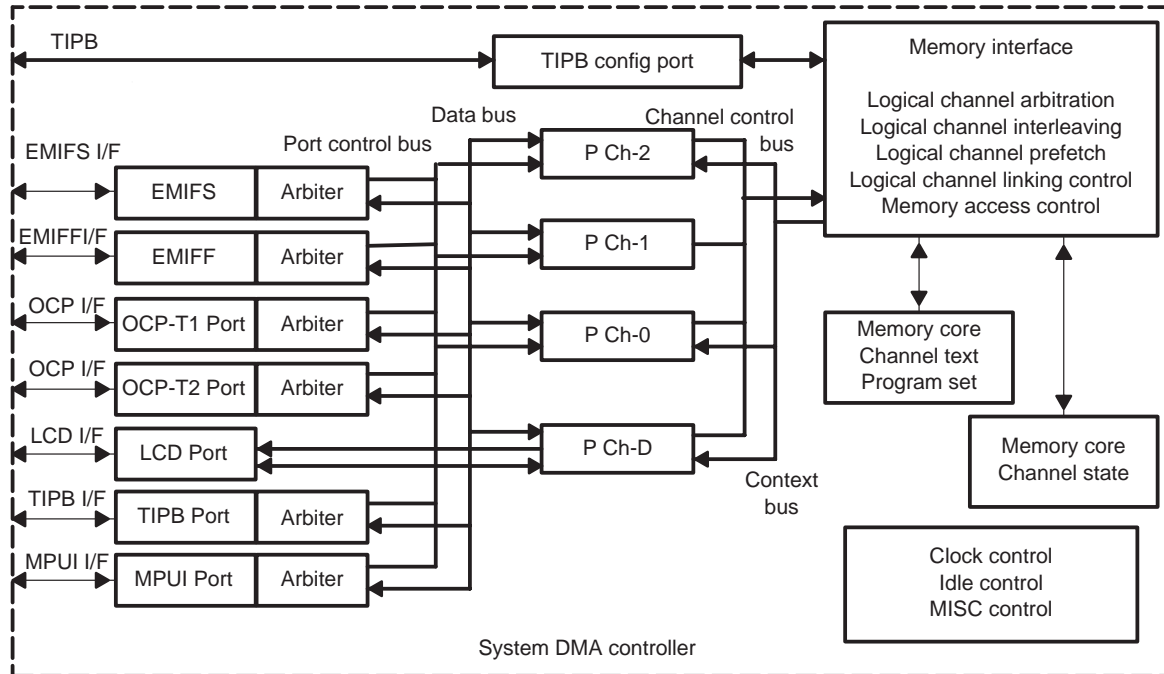 TIPB
TIPB config port
Memory interface
Logical channel arbitration
Logical channel interleaving
Logical channel prefetch
Logical channel linking control
Memory access control
Data bus
Port control bus
Channel control
bus
EMIFS I/F
EMIFS
Arbiter
P Ch-2
EMIFFI/F
EMIFF
Arbiter
P Ch-1
OCP I/F
OCP-T1 Port
Arbiter
P Ch-0
OCP I/F
OCP-T2 Port
Arbiter
LCD I/F
LCD Port
P Ch-D
TIPB I/F
TIPB Port
Arbiter
MPUI I/F
MPUI Port
Arbiter
Context
bus
Memory core
Channel text
Program set
Memory core
Channel state
Clock control
Idle control
MISC control
System DMA controller